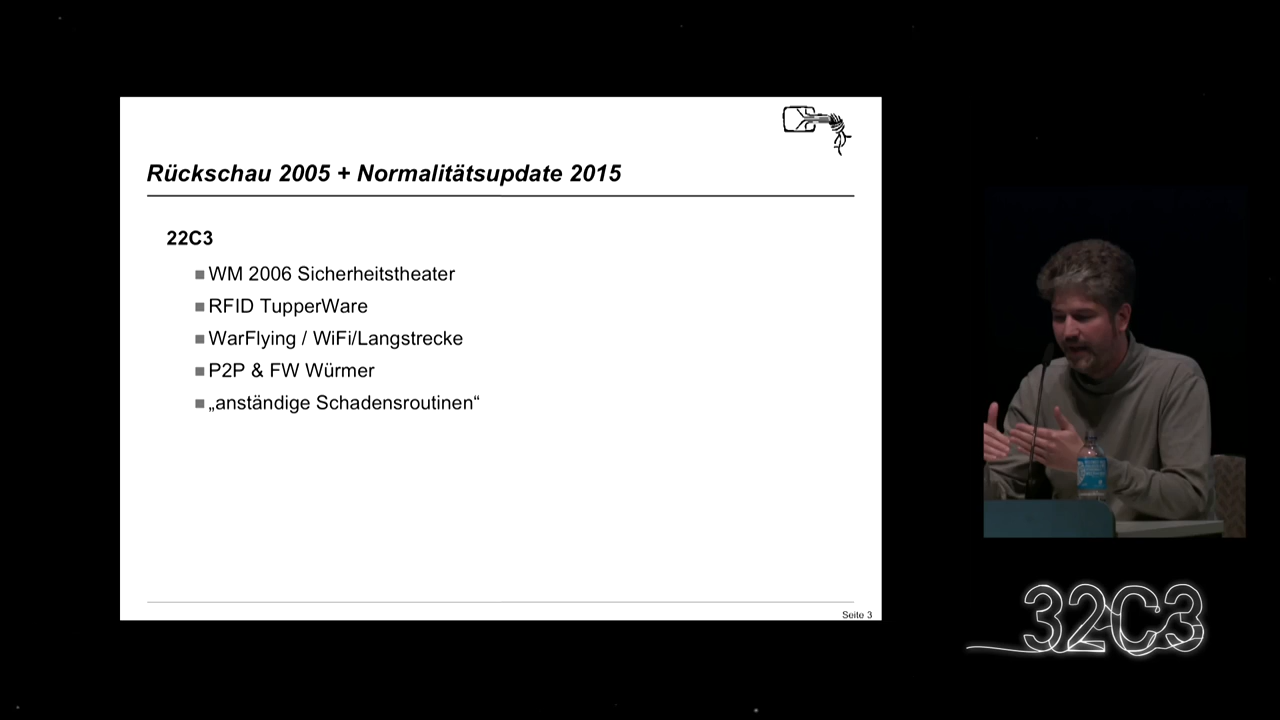 Rückschau 2005 + Normalitätsupdate 2015
22C3
WM 2006 Sicherheitstheater
RFID TupperWare
WarFlying / WiFi/Langstrecke
P2P & FW Würmer
„anständige Schadensroutinen“
Seite 3
32C3